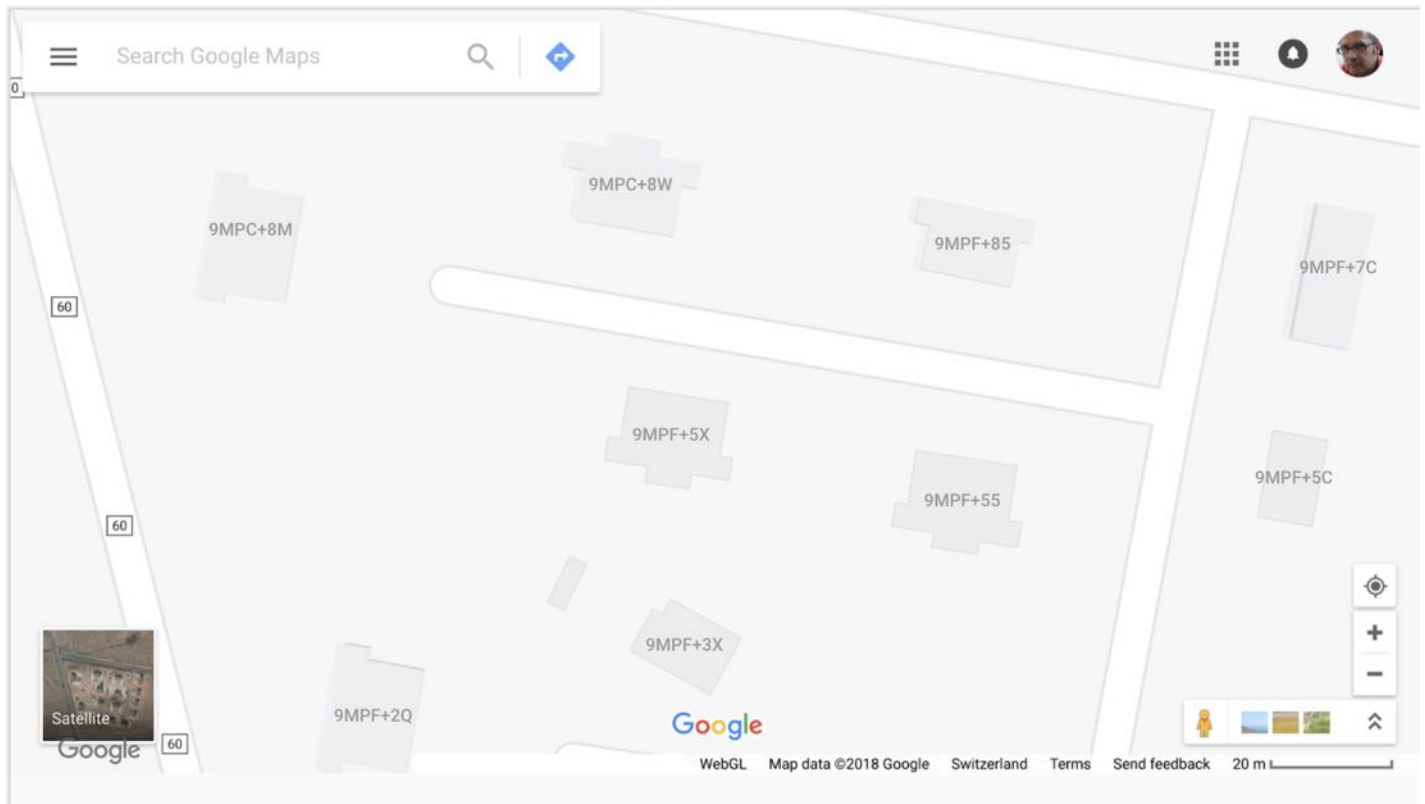 Search Google Maps
0
9MPC+8W
9MPC+8M
9MPF+85
9MPF+7C
60
9MPF+5X
9MPF+5C
9MPF+55
60
9MPF+3X
Satellite
9MPF+2Q
Google
Google
60
WebGL Map data ©2018 Google Switzerland Terms Send feedback 20 m